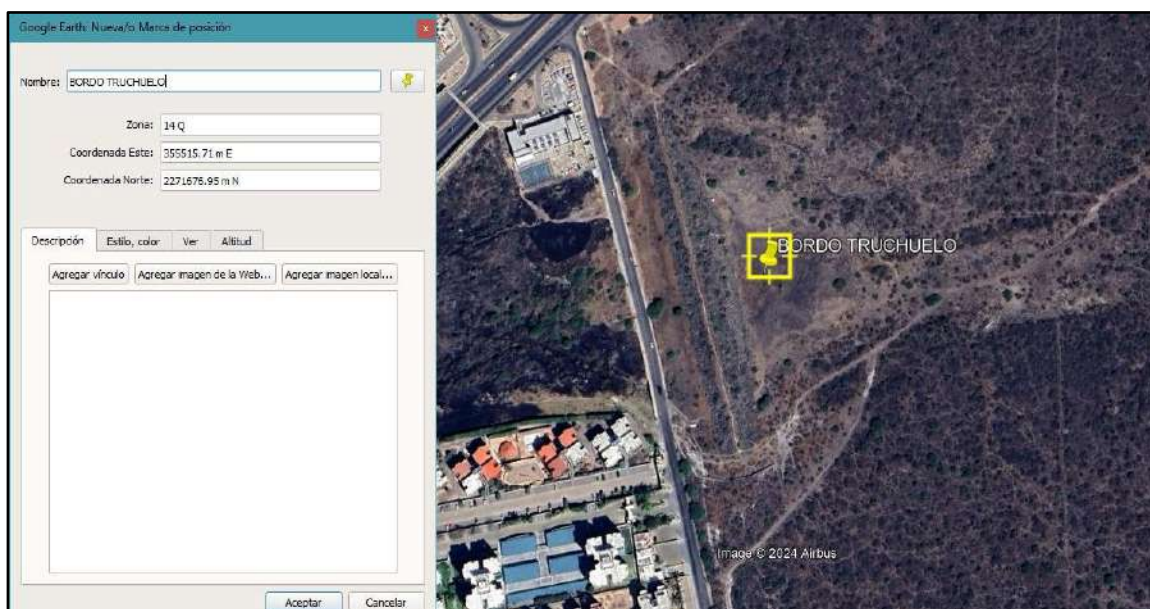 Google Earth: Nueva/o Marca de posición
x
Nombre: BORDO TRUCHUELO
Zona: 14 Q
Coordenada Este: 355515.71 m E
Coordenada Norte: 2271676.95 m N
Descripción Estilo, color Ver Altitud
Agregar vínculo Agregar imagen de la Web... Agregar imagen local...
Aceptar Cancelar
BORDO TRUCHUELO
Image © 2024 Airbus